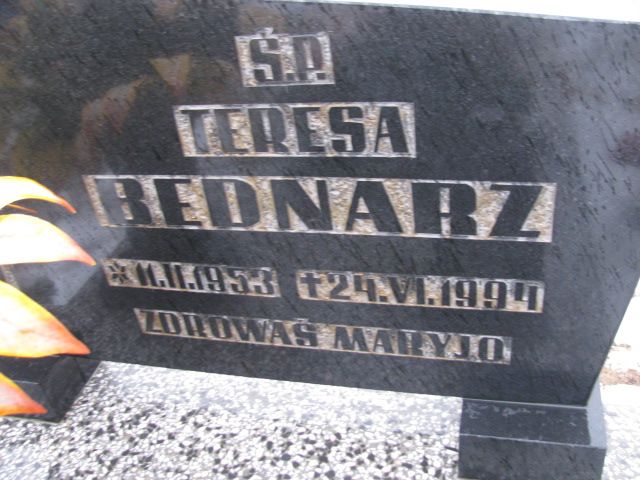 Ś.P.
TERESA
BEDNARZ
*11.II.1953 †24.VI.1994
ZDROWAŚ MARYJO